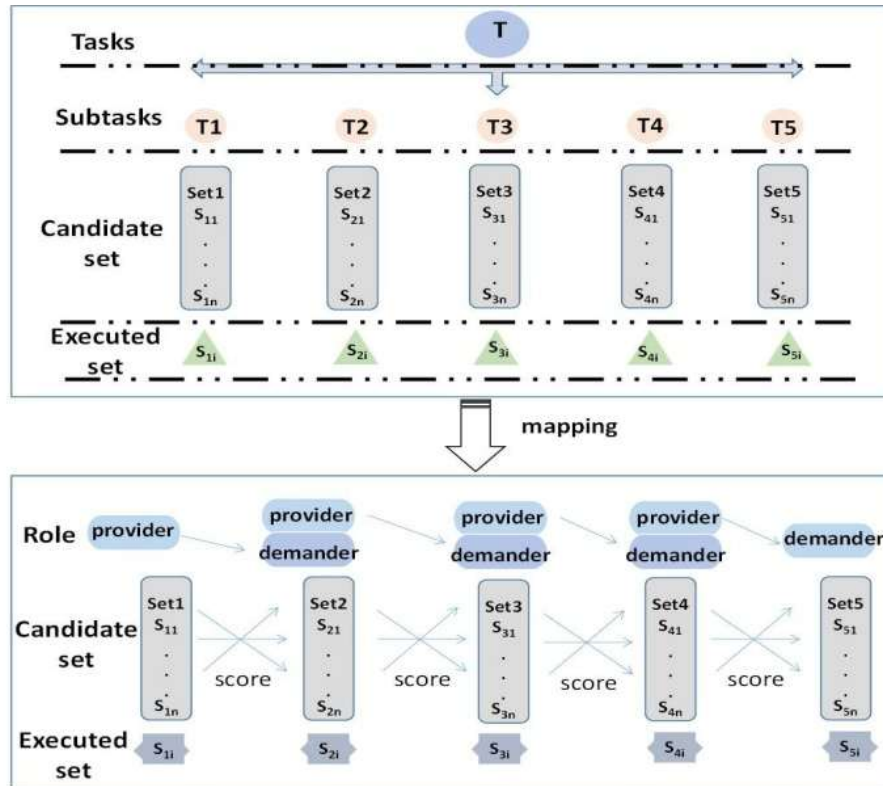 Tasks
T
Subtasks
T1 T2 T3 T4 T5
Candidate set
Set1 Set2 Set3 Set4 Set5
S11 S21 S31 S41 S51
. . . . .
. . . . .
. . . . .
S1n S2n S3n S4n S5n
Executed set
S1i S2i S3i S4i S5i
mapping
Role
provider provider provider provider
demander demander demander demander
Candidate set
Set1 Set2 Set3 Set4 Set5
S11 S21 S31 S41 S51
. . . . .
. . . . .
. . . . .
score score score score
S1n S2n S3n S4n S5n
Executed set
S1i S2i S3i S4i S5i